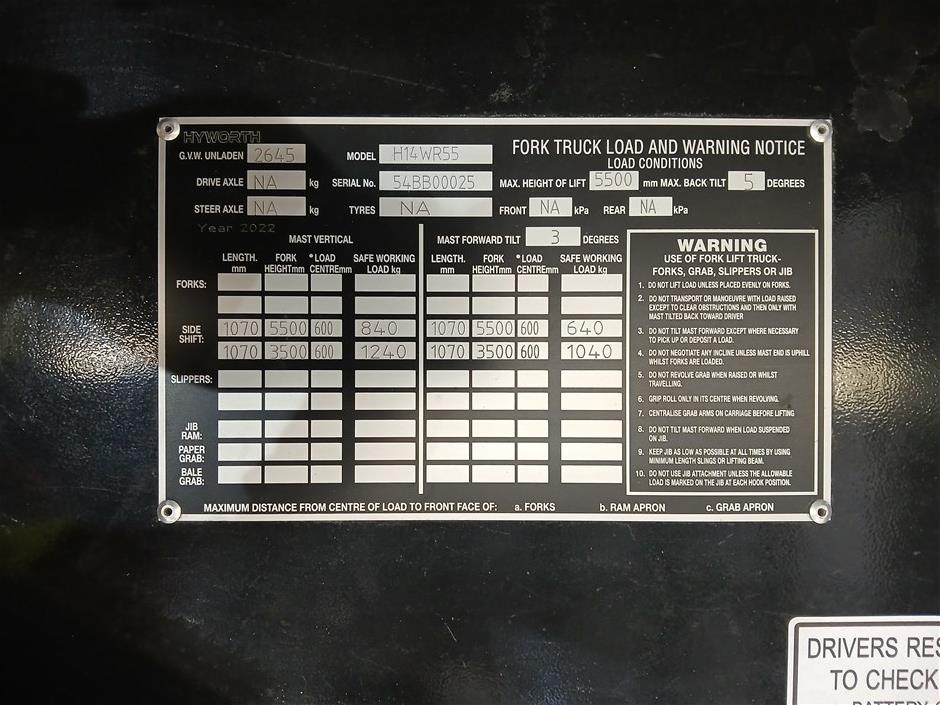 HYWORTH
G.V.W. UNLADEN 2645 MODEL H14WR55 FORK TRUCK LOAD AND WARNING NOTICE
LOAD CONDITIONS
DRIVE AXLE NA kg SERIAL No. 54BB00025 MAX. HEIGHT OF LIFT 5500 mm MAX. BACK TILT 5 DEGREES
STEER AXLE NA kg TYRES NA FRONT NA kPa REAR NA kPa
Year 2022
MAST VERTICAL MAST FORWARD TILT 3 DEGREES
LENGTH. mm FORK HEIGHTmm *LOAD CENTREmm SAFE WORKING LOAD kg LENGTH. mm FORK HEIGHTmm *LOAD CENTREmm SAFE WORKING LOAD kg
FORKS:
SIDE SHIFT: 1070 5500 600 840 1070 5500 600 640
1070 3500 600 1240 1070 3500 600 1040
SLIPPERS:
JIB RAM:
PAPER GRAB:
BALE GRAB:
WARNING
USE OF FORK LIFT TRUCK-
FORKS, GRAB, SLIPPERS OR JIB
1. DO NOT LIFT LOAD UNLESS PLACED EVENLY ON FORKS.
2. DO NOT TRANSPORT OR MANOEUVRE WITH LOAD RAISED
EXCEPT TO CLEAR OBSTRUCTIONS AND THEN ONLY WITH
MAST TILTED BACK TOWARD DRIVER
3. DO NOT TILT MAST FORWARD EXCEPT WHERE NECESSARY
TO PICK UP OR DEPOSIT A LOAD.
4. DO NOT NEGOTIATE ANY INCLINE UNLESS MAST END IS UPHILL
WHILST FORKS ARE LOADED.
5. DO NOT REVOLVE GRAB WHEN RAISED OR WHILST
TRAVELLING.
6. GRIP ROLL ONLY IN ITS CENTRE WHEN REVOLVING.
7. CENTRALISE GRAB ARMS ON CARRIAGE BEFORE LIFTING
8. DO NOT TILT MAST FORWARD WHEN LOAD SUSPENDED
ON JIB.
9. KEEP JIB AS LOW AS POSSIBLE AT ALL TIMES BY USING
MINIMUM LENGTH SLINGS OR LIFTING BEAM.
10. DO NOT USE JIB ATTACHMENT UNLESS THE ALLOWABLE
LOAD IS MARKED ON THE JIB AT EACH HOOK POSITION.
MAXIMUM DISTANCE FROM CENTRE OF LOAD TO FRONT FACE OF: a. FORKS b. RAM APRON c. GRAB APRON
DRIVERS RES
TO CHECK
BATTERY